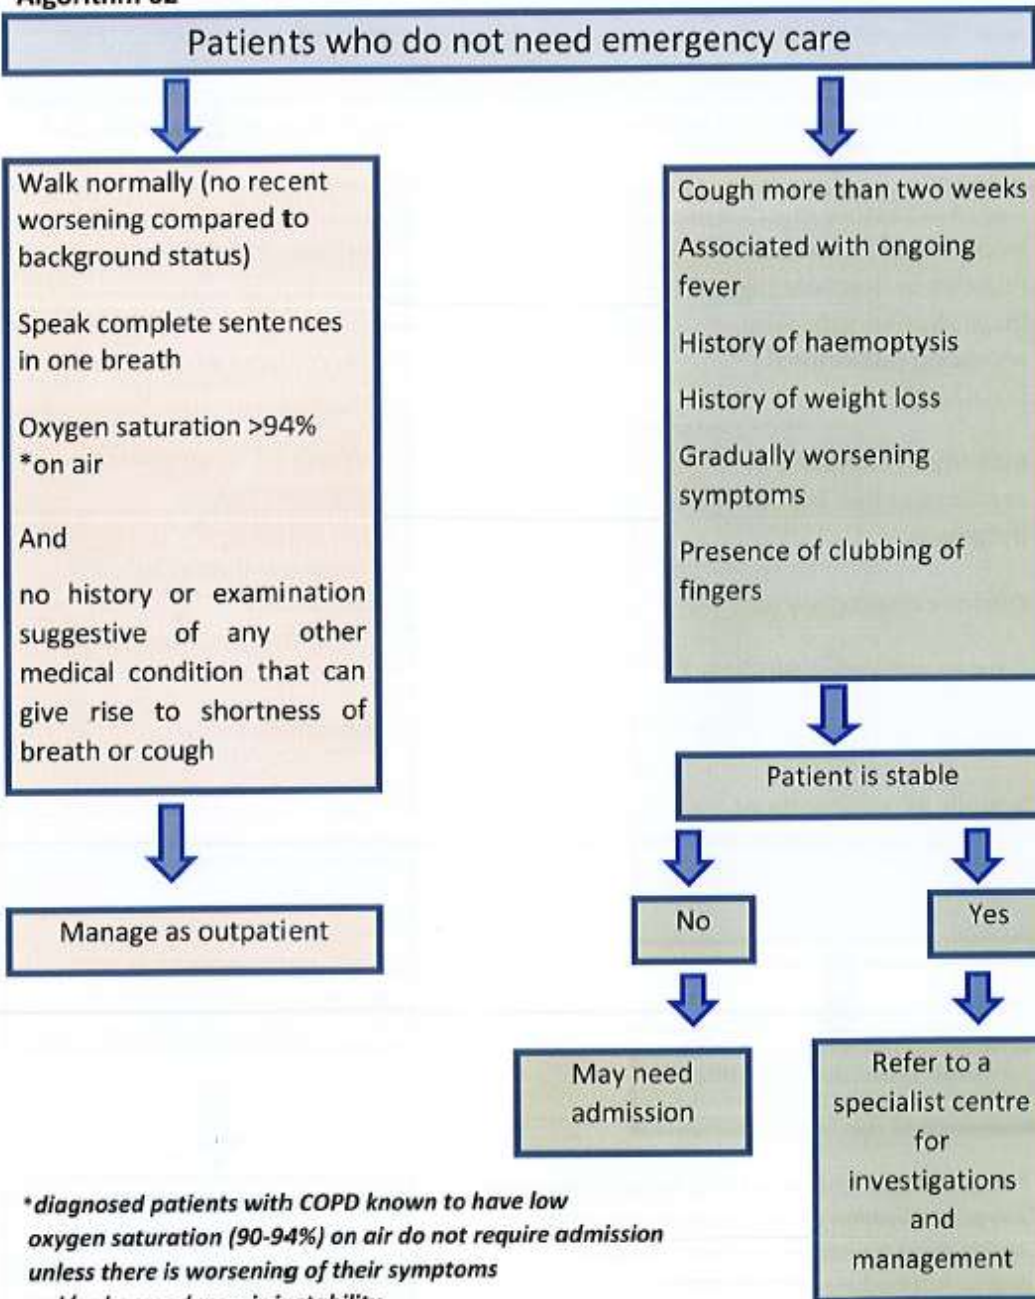 Patients who do not need emergency care
Walk normally (no recent
worsening compared to
background status)
Speak complete sentences
in one breath
Oxygen saturation >94%
*on air
And
no history or examination
suggestive of any other
medical condition that can
give rise to shortness of
breath or cough
Manage as outpatient
Cough more than two weeks
Associated with ongoing
fever
History of haemoptysis
History of weight loss
Gradually worsening
symptoms
Presence of clubbing of
fingers
Patient is stable
No
Yes
May need
admission
Refer to a
specialist centre
for
investigations
and
management
*diagnosed patients with COPD known to have low
oxygen saturation (90-94%) on air do not require admission
unless there is worsening of their symptoms